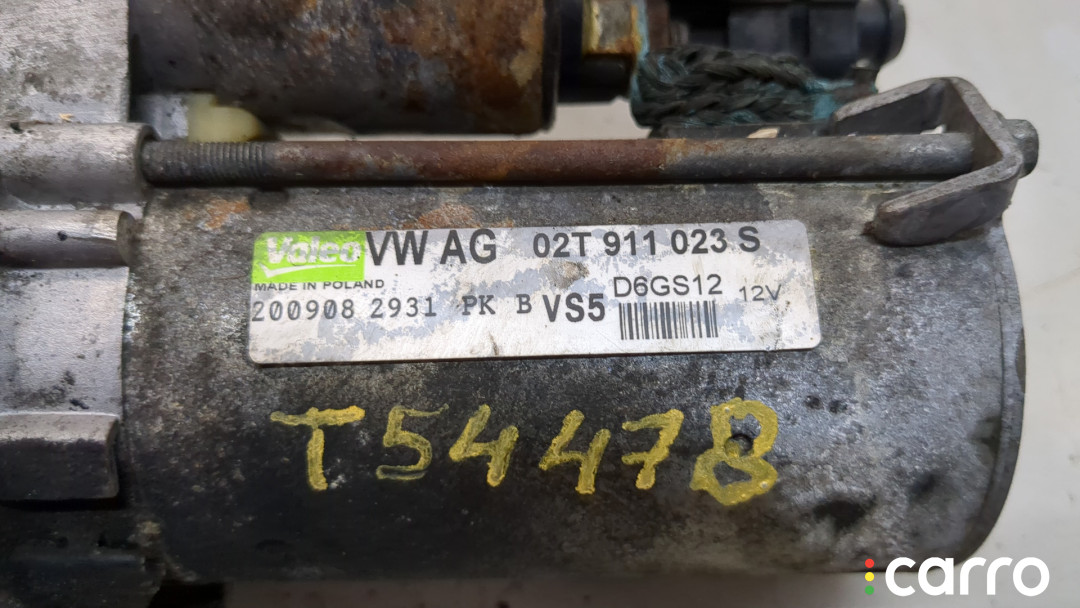 Valeo VW AG 02T 911 023 S
MADE IN POLAND D6GS12 12V
200908 2931 PK B VS5
T54478
carro